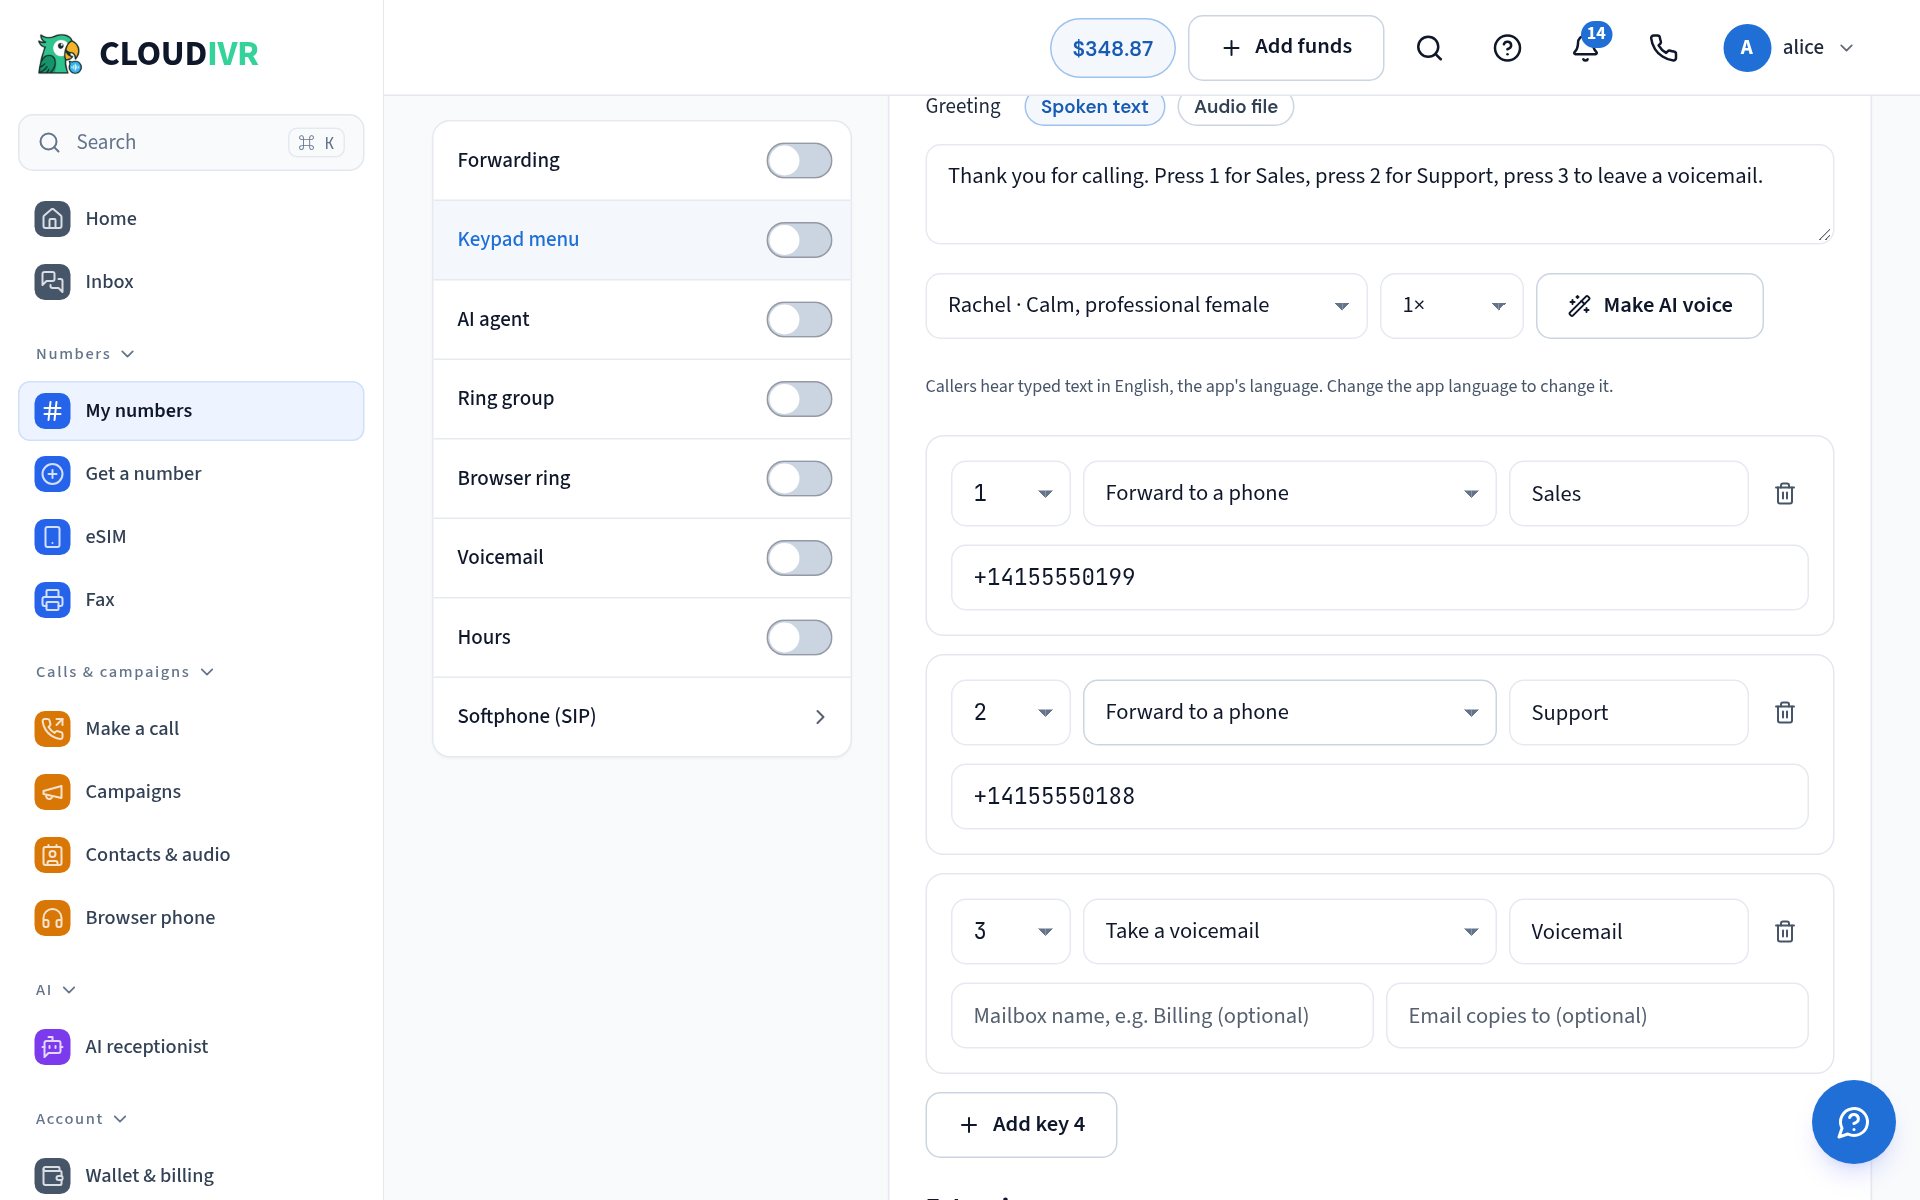 CLOUDIVR
$348.87
Add funds
14
A
alice
Search
⌘ K
Home
Inbox
Numbers
My numbers
Get a number
eSIM
Fax
Calls & campaigns
Make a call
Campaigns
Contacts & audio
Browser phone
AI
AI receptionist
Account
Wallet & billing
Forwarding
Keypad menu
AI agent
Ring group
Browser ring
Voicemail
Hours
Softphone (SIP)
Greeting
Spoken text
Audio file
Thank you for calling. Press 1 for Sales, press 2 for Support, press 3 to leave a voicemail.
Rachel · Calm, professional female
1×
Make AI voice
Callers hear typed text in English, the app's language. Change the app language to change it.
1
Forward to a phone
Sales
+14155550199
2
Forward to a phone
Support
+14155550188
3
Take a voicemail
Voicemail
Mailbox name, e.g. Billing (optional)
Email copies to (optional)
Add key 4